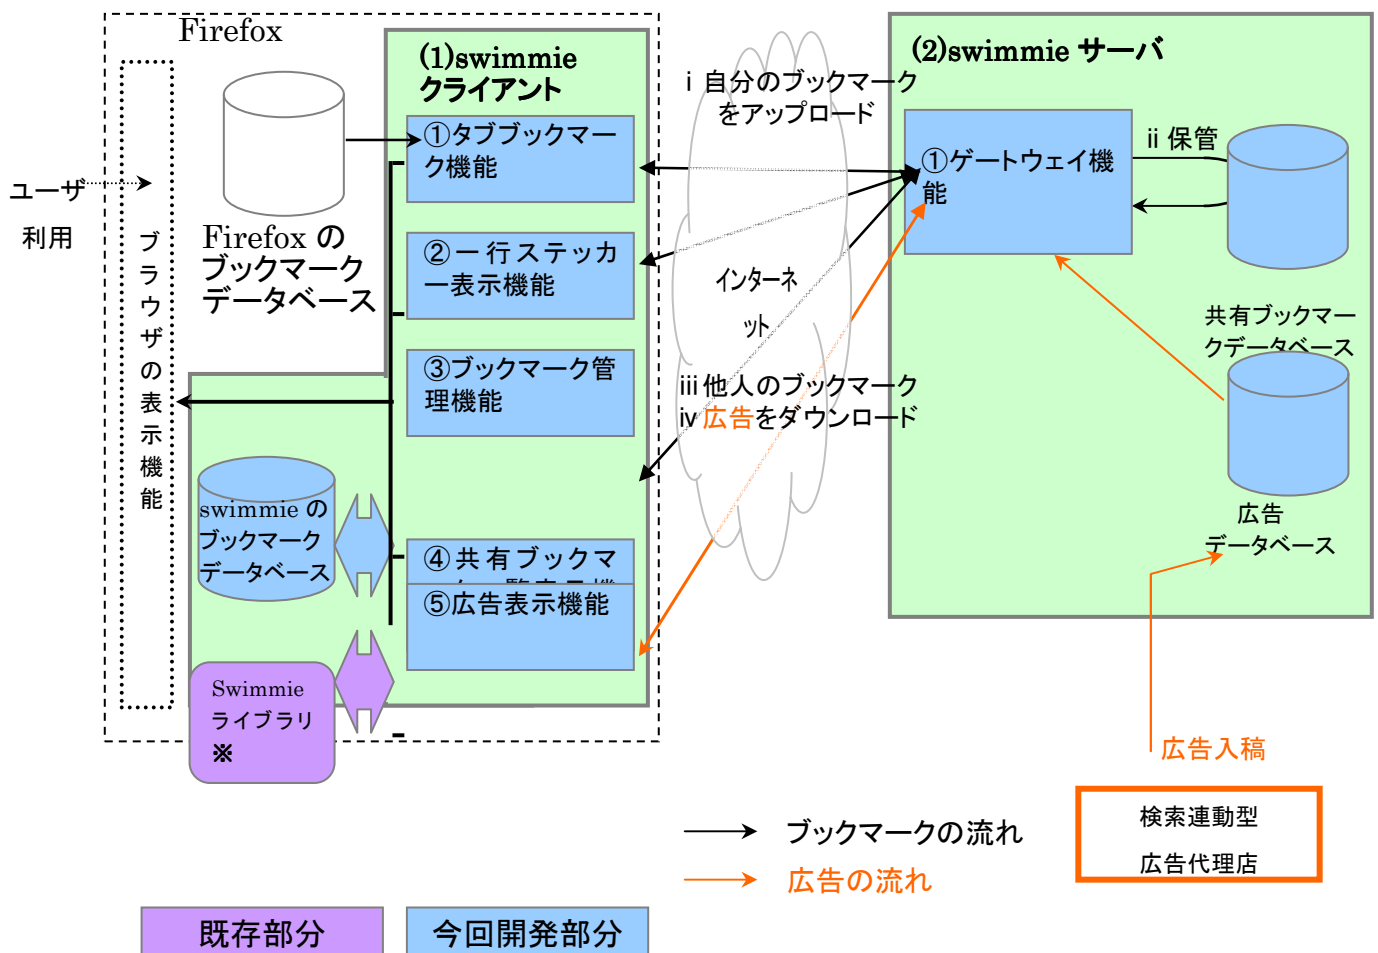 Firefox
(1)swimmie
クライアント
①タブブックマー
ク機能
②一行ステッカ
ー表示機能
③ブックマーク管
理機能
④共有ブックマ
⑤広告表示機能
ユーザ
利用
ブラウザの表示機能
Firefox の
ブックマーク
データベース
swimmie の
ブックマーク
データベース
Swimmie
ライブラリ
※
ⅰ 自分のブックマーク
をアップロード
インターネ
ット
ⅲ 他人のブックマーク
ⅳ 広告をダウンロード
(2)swimmie サーバ
①ゲートウェイ機
能
ⅱ 保管
共有ブックマー
クデータベース
広告
データベース
広告入稿
検索連動型
広告代理店
ブックマークの流れ
広告の流れ
既存部分
今回開発部分